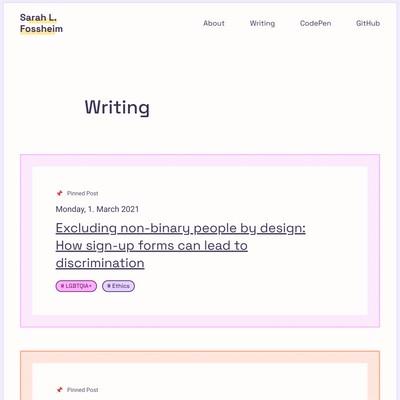 Sarah L.
Fossheim
About Writing CodePen GitHub
Writing
📌 Pinned Post
Monday, 1. March 2021
Excluding non-binary people by design:
How sign-up forms can lead to
discrimination
# LGBTQIA+ # Ethics
📌 Pinned Post